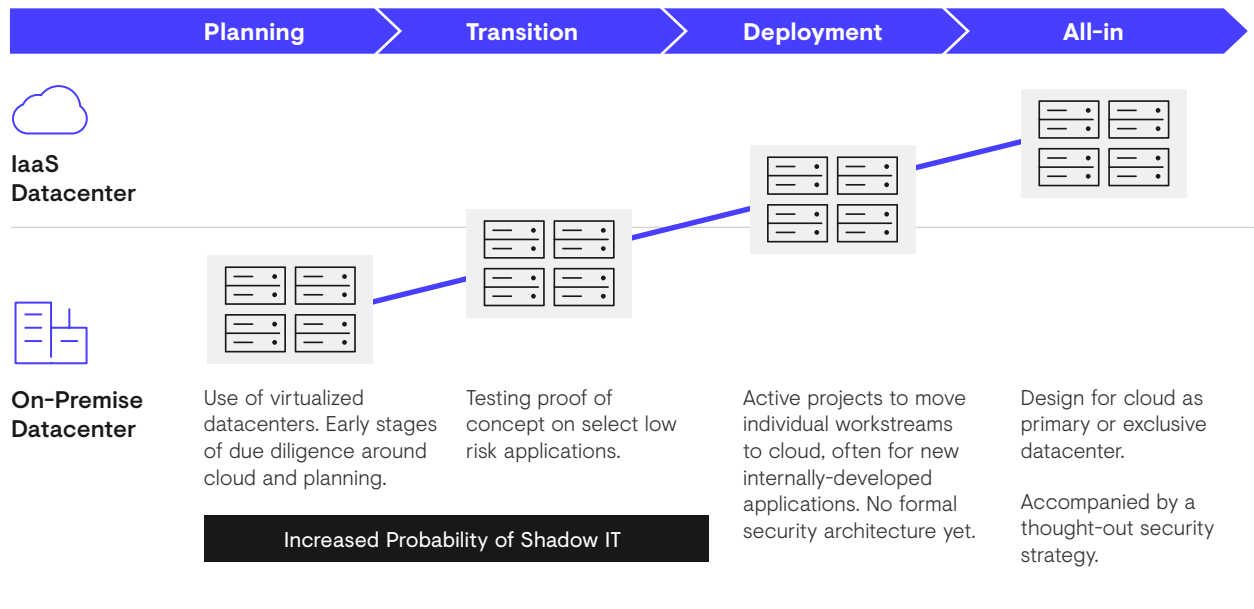 Planning
Transition
Deployment
All-in
IaaS
Datacenter
On-Premise
Datacenter
Use of virtualized
datacenters. Early stages
of due diligence around
cloud and planning.
Testing proof of
concept on select low
risk applications.
Active projects to move
individual workstreams
to cloud, often for new
internally-developed
applications. No formal
security architecture yet.
Design for cloud as
primary or exclusive
datacenter.
Accompanied by a
thought-out security
strategy.
Increased Probability of Shadow IT